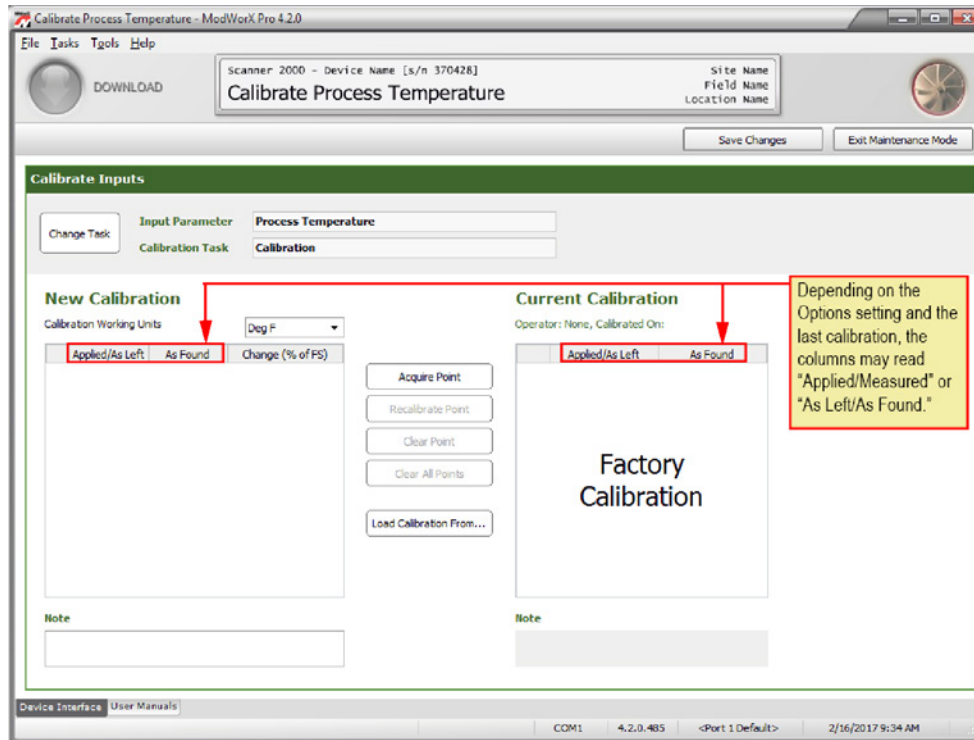 Calibrate Process Temperature - ModWorX Pro 4.2.0
File Tasks Tools Help
DOWNLOAD
Scanner 2000 - Device Name [s/n 370428]
Calibrate Process Temperature
Site Name
Field Name
Location Name
Save Changes
Exit Maintenance Mode
Calibrate Inputs
Change Task
Input Parameter
Process Temperature
Calibration Task
Calibration
New Calibration
Calibration Working Units
Deg F
Applied/As Left
As Found
Change (% of FS)
Acquire Point
Recalibrate Point
Clear Point
Clear All Points
Load Calibration From...
Note
Current Calibration
Operator: None, Calibrated On:
Applied/As Left
As Found
Factory
Calibration
Note
Depending on the
Options setting and the
last calibration, the
columns may read
“Applied/Measured” or
“As Left/As Found.”
Device Interface
User Manuals
COM1
4.2.0.485
<Port 1 Default>
2/16/2017 9:34 AM